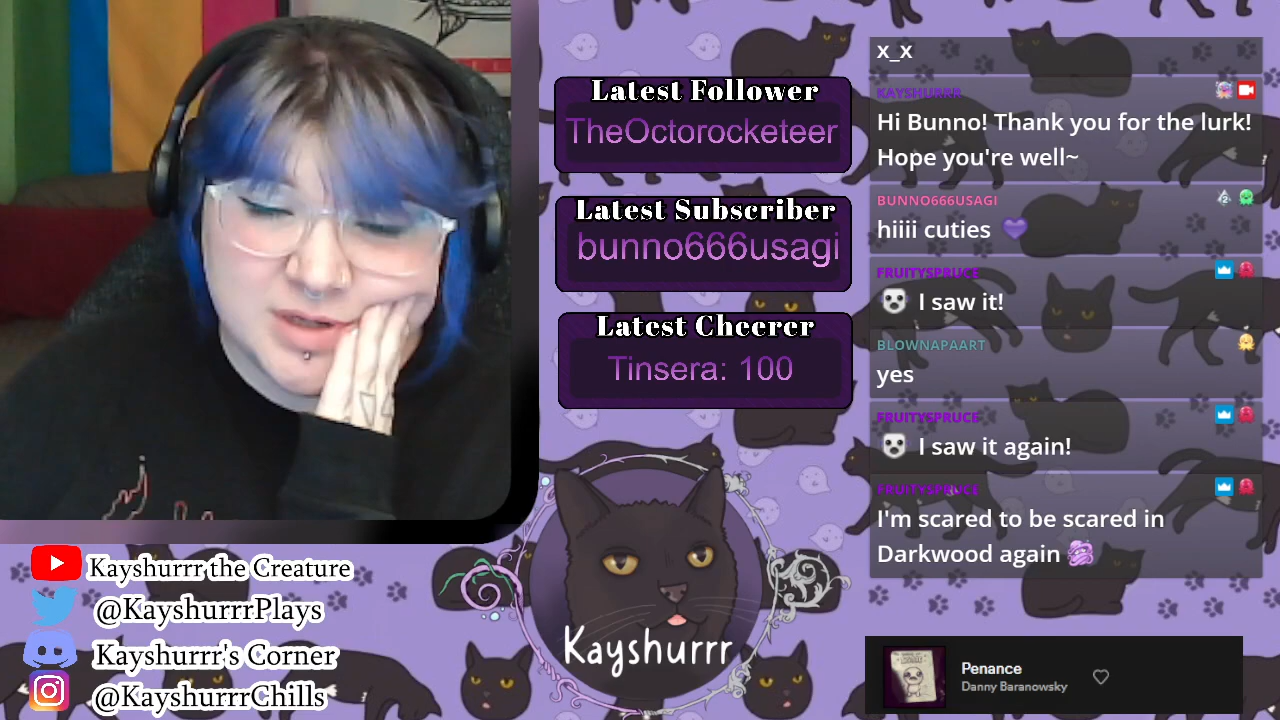 Latest Follower
TheOctorocketeer
Latest Subscriber
bunno666usagi
Latest Cheerer
Tinsera: 100
x_x
KAYSHURRR
Hi Bunno! Thank you for the lurk!
Hope you're well~
BUNNO666USAGI
hiiii cuties
FRUITYSPRUCE
I saw it!
BLOWNAPAART
yes
FRUITYSPRUCE
I saw it again!
FRUITYSPRUCE
I'm scared to be scared in
Darkwood again
Kayshurrr the Creature
@KayshurrrPlays
Kayshurrr's Corner
@KayshurrrChills
Kayshurrr
Penance
Danny Baranowsky